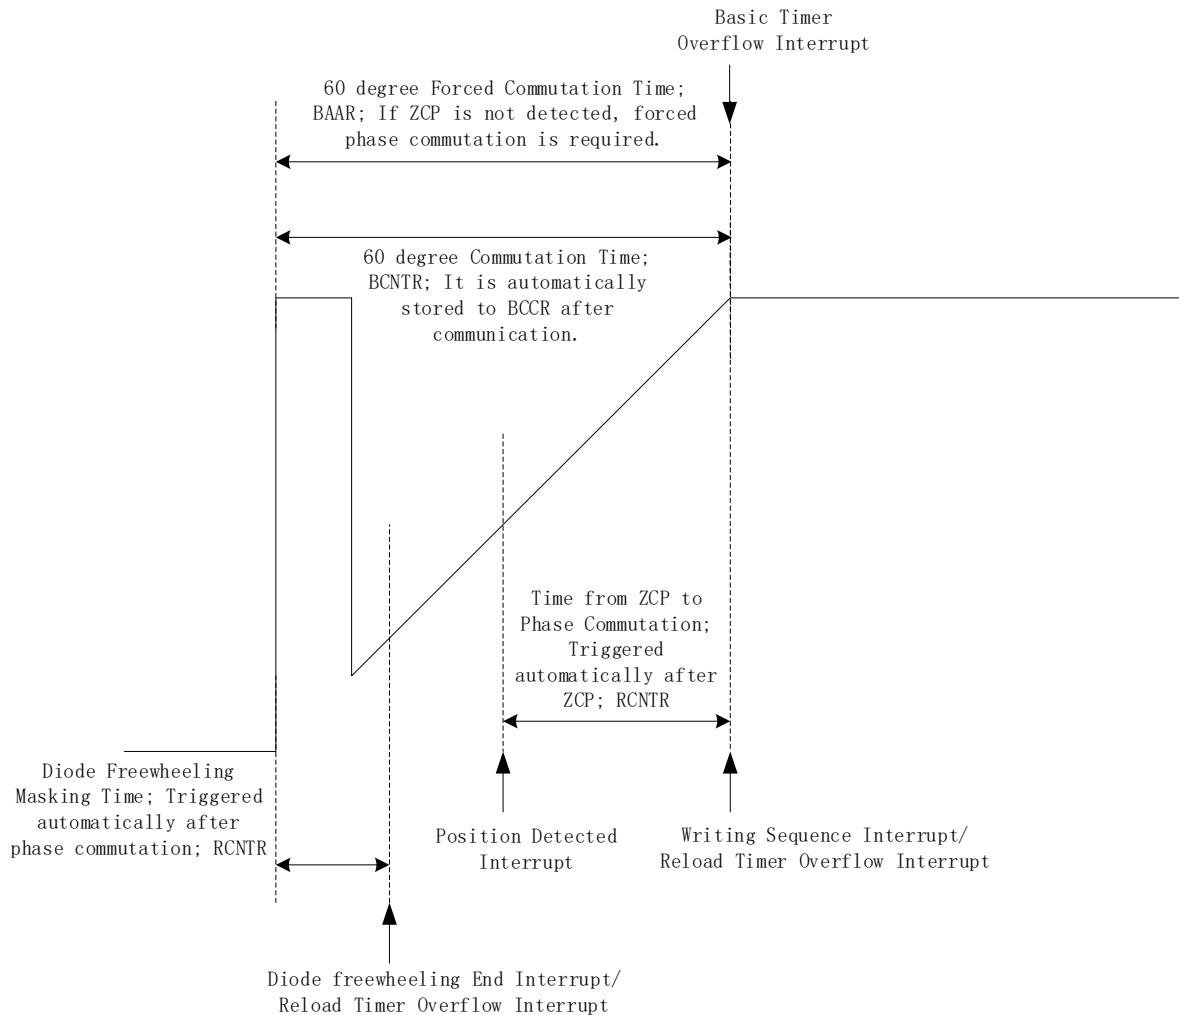 Basic Timer
Overflow Interrupt
60 degree Forced Commutation Time;
BAAR; If ZCP is not detected, forced
phase commutation is required.
60 degree Commutation Time;
BCNTR; It is automatically
stored to BCCR after
communication.
Time from ZCP to
Phase Commutation;
Triggered
automatically after
ZCP; RCNTR
Diode Freewheeling
Masking Time; Triggered
automatically after
phase commutation; RCNTR
Position Detected
Interrupt
Writing Sequence Interrupt/
Reload Timer Overflow Interrupt
Diode freewheeling End Interrupt/
Reload Timer Overflow Interrupt